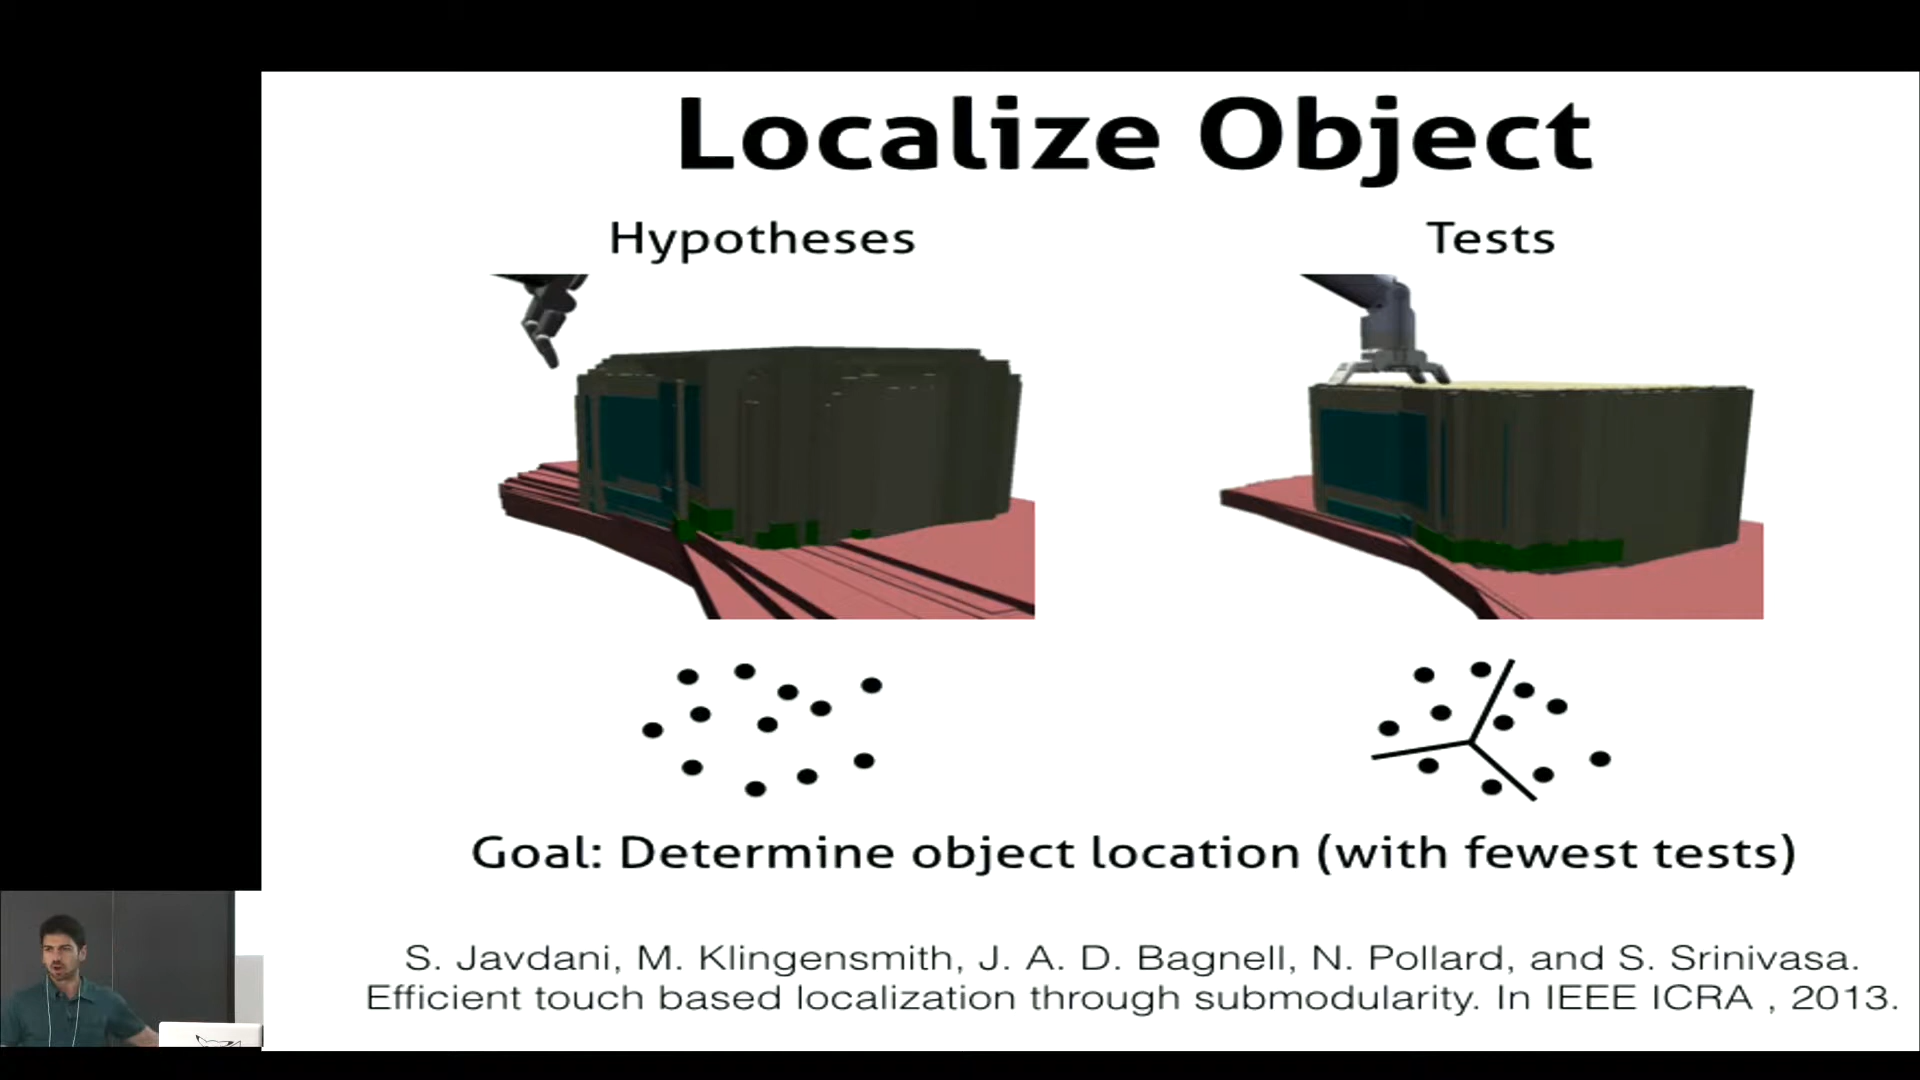 Localize Object
Hypotheses
Tests
Goal: Determine object location (with fewest tests)
S. Javdani, M. Klingensmith, J. A. D. Bagnell, N. Pollard, and S. Srinivasa.
Efficient touch based localization through submodularity. In IEEE ICRA , 2013.